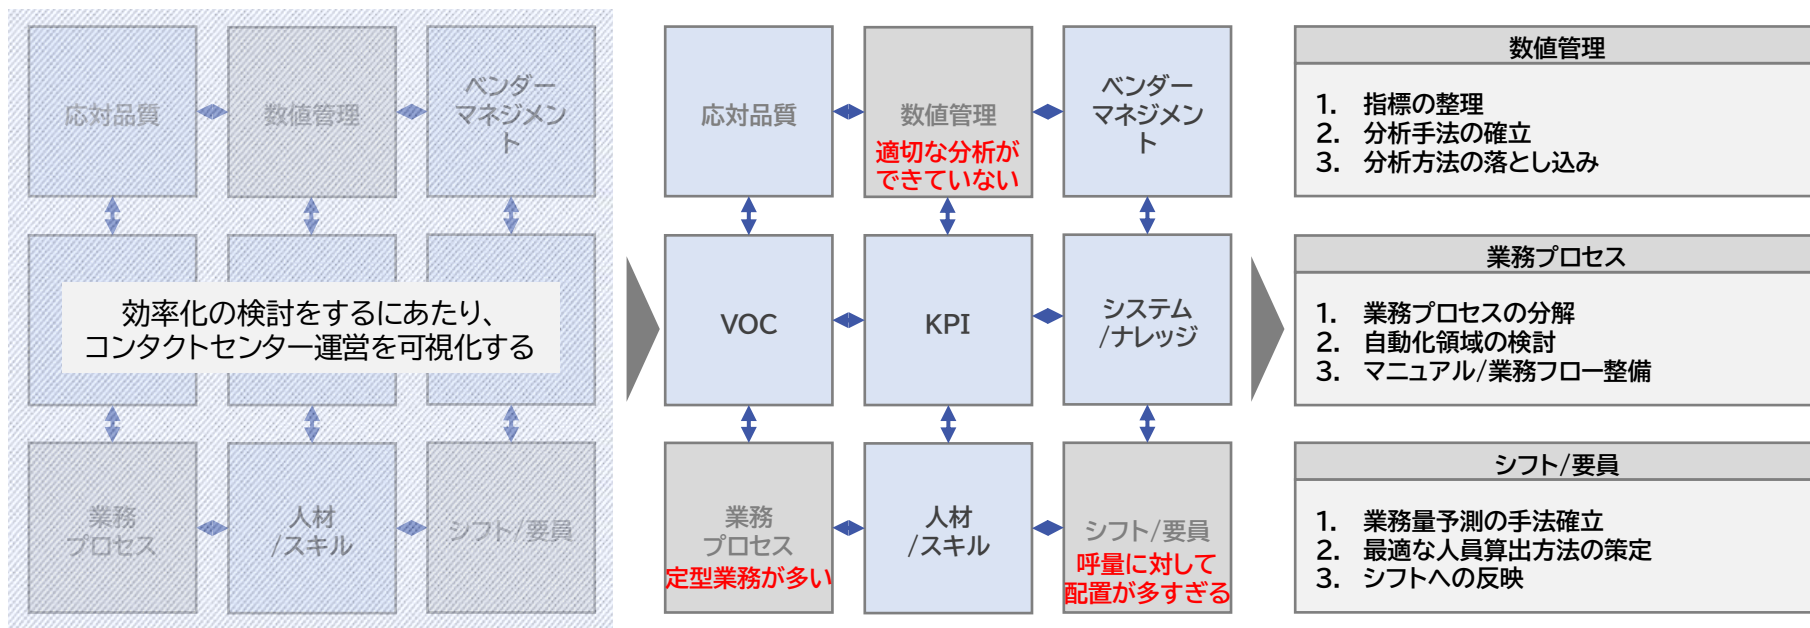 応対品質
数値管理
ベンダー
マネジメン
ト
効率化の検討をするにあたり、
コンタクトセンター運営を可視化する
業務
プロセス
人材
/スキル
シフト/要員
応対品質
数値管理
適切な分析が
できていない
ベンダー
マネジメン
ト
VOC
KPI
システム
/ナレッジ
業務
プロセス
定型業務が多い
人材
/スキル
シフト/要員
呼量に対して
配置が多すぎる
数値管理
1. 指標の整理
2. 分析手法の確立
3. 分析方法の落とし込み
業務プロセス
1. 業務プロセスの分解
2. 自動化領域の検討
3. マニュアル/業務フロー整備
シフト/要員
1. 業務量予測の手法確立
2. 最適な人員算出方法の策定
3. シフトへの反映